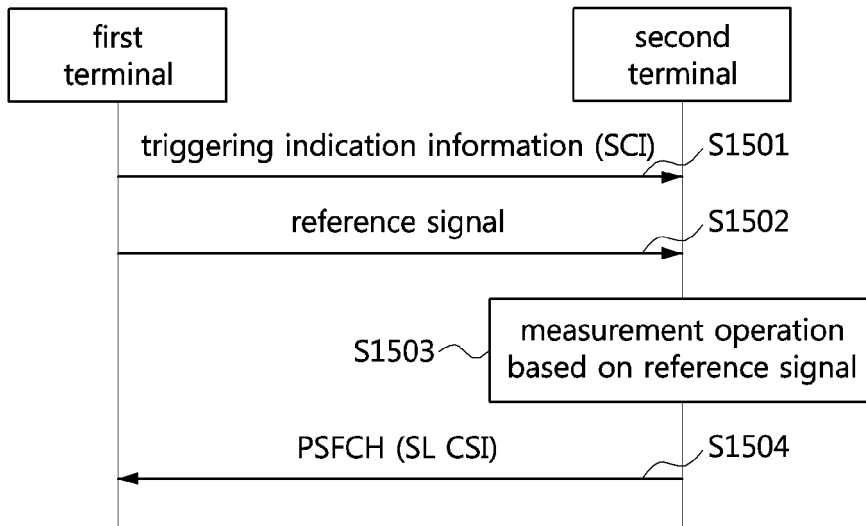 first
terminal
second
terminal
triggering indication information (SCI)
S1501
reference signal
S1502
S1503
measurement operation
based on reference signal
PSFCH (SL CSI)
S1504